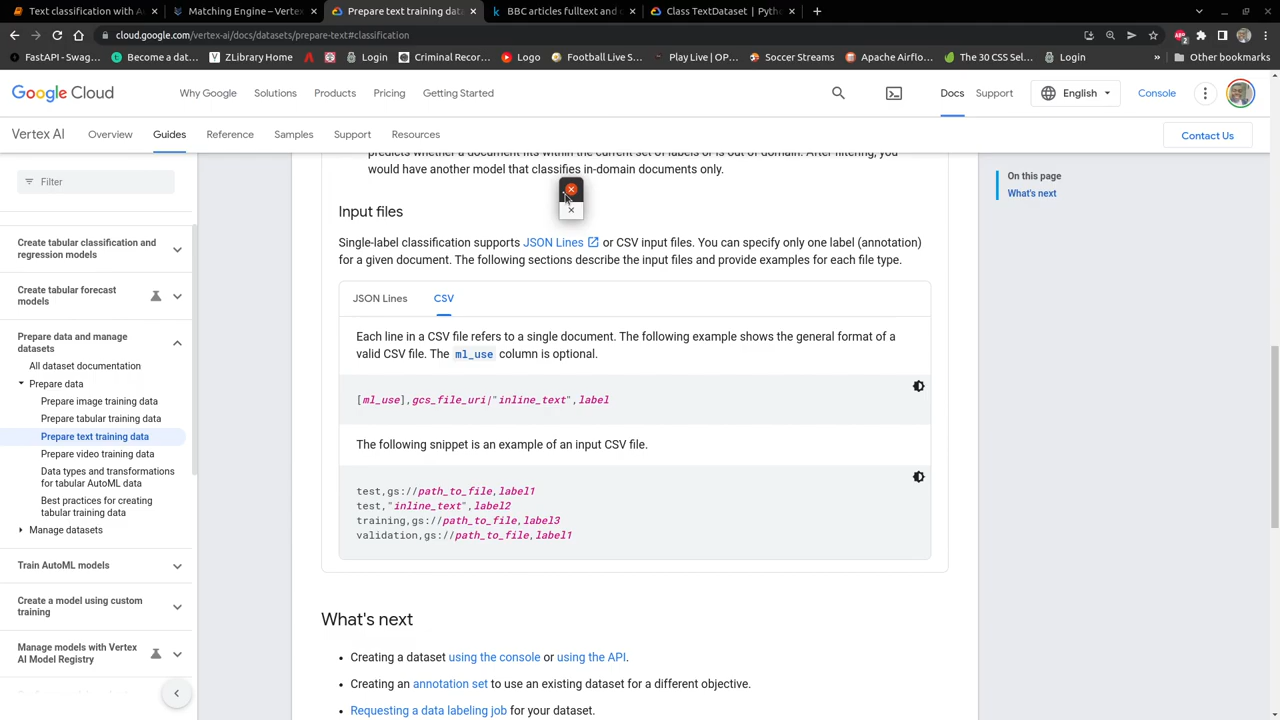 Text classification with A
Matching Engine – Vertex
Prepare text training dat
BBC articles fulltext and c
Class TextDataset | Pyth
cloud.google.com/vertex-ai/docs/datasets/prepare-text#classification
FastAPI - Swag...
Become a dat...
ZLibrary Home
Login
Criminal Recor...
Logo
Football Live S...
Play Live | OP...
Soccer Streams
Apache Airflo...
The 30 CSS Sel...
Login
»
Other bookmarks
Google Cloud
Why Google
Solutions
Products
Pricing
Getting Started
Docs
Support
English
Console
Vertex AI
Overview
Guides
Reference
Samples
Support
Resources
Contact Us
Filter
Create tabular classification and
regression models
Create tabular forecast
models
Prepare data and manage
datasets
All dataset documentation
Prepare data
Prepare image training data
Prepare tabular training data
Prepare text training data
Prepare video training data
Data types and transformations
for tabular AutoML data
Best practices for creating
tabular training data
Manage datasets
Train AutoML models
Create a model using custom
training
Manage models with Vertex
AI Model Registry
predicts whether a document fits within the current set of labels or is out of domain. After filtering, you
would have another model that classifies in-domain documents only.
Input files
Single-label classification supports JSON Lines or CSV input files. You can specify only one label (annotation)
for a given document. The following sections describe the input files and provide examples for each file type.
JSON Lines
CSV
Each line in a CSV file refers to a single document. The following example shows the general format of a
valid CSV file. The ml_use column is optional.
[ml_use],gcs_file_uri|"inline_text",label
The following snippet is an example of an input CSV file.
test,gs://path_to_file,label1
test,"inline_text",label2
training,gs://path_to_file,label3
validation,gs://path_to_file,label1
What's next
• Creating a dataset using the console or using the API.
• Creating an annotation set to use an existing dataset for a different objective.
• Requesting a data labeling job for your dataset.
On this page
What's next